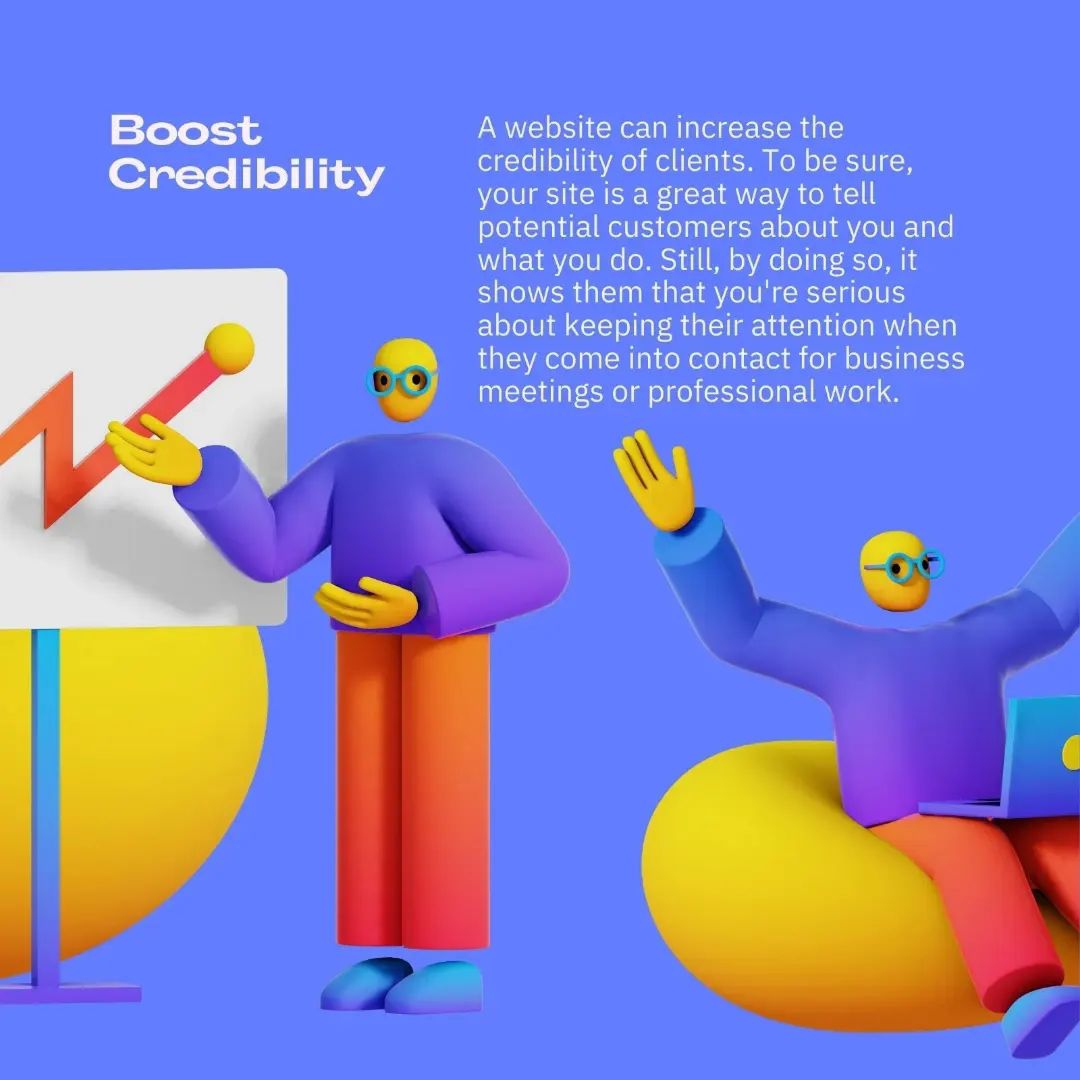 Boost
Credibility
A website can increase the
credibility of clients. To be sure,
your site is a great way to tell
potential customers about you and
what you do. Still, by doing so, it
shows them that you're serious
about keeping their attention when
they come into contact for business
meetings or professional work.